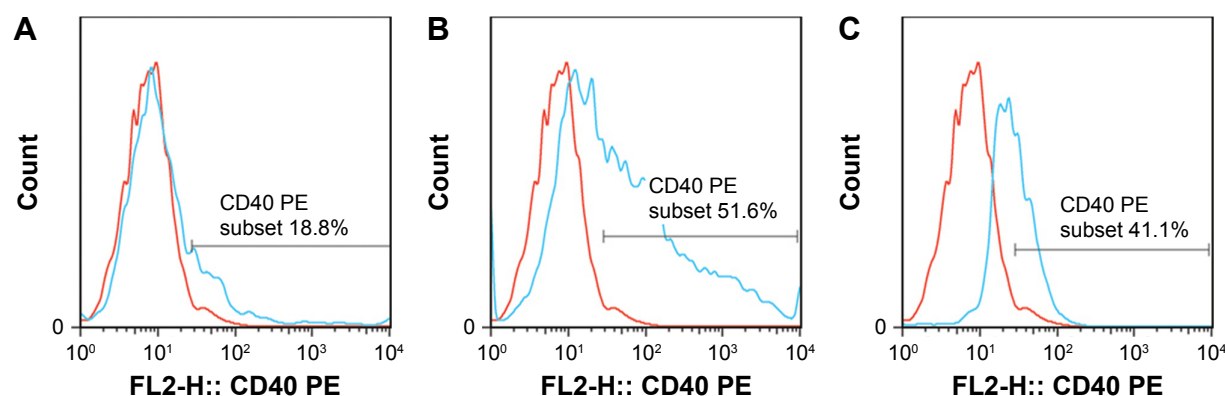 A
Count
CD40 PE
subset 18.8%
0
10⁰ 10¹ 10² 10³ 10⁴
FL2-H:: CD40 PE
B
Count
CD40 PE
subset 51.6%
0
10⁰ 10¹ 10² 10³ 10⁴
FL2-H:: CD40 PE
C
Count
CD40 PE
subset 41.1%
0
10⁰ 10¹ 10² 10³ 10⁴
FL2-H:: CD40 PE